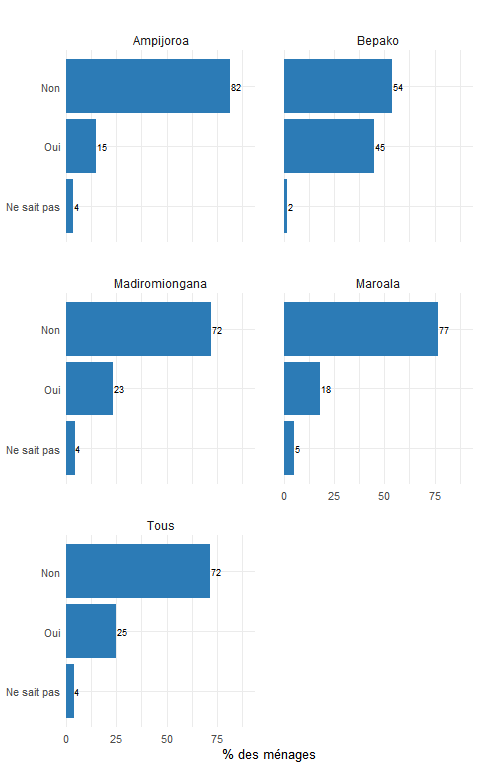 Ampijoroa
Bepako
Non
82
54
Oui
15
45
Ne sait pas
4
2
Madiromiongana
Maroala
Non
72
77
Oui
23
18
Ne sait pas
4
5
0 25 50 75
Tous
Non
72
Oui
25
Ne sait pas
4
0 25 50 75
% des ménages